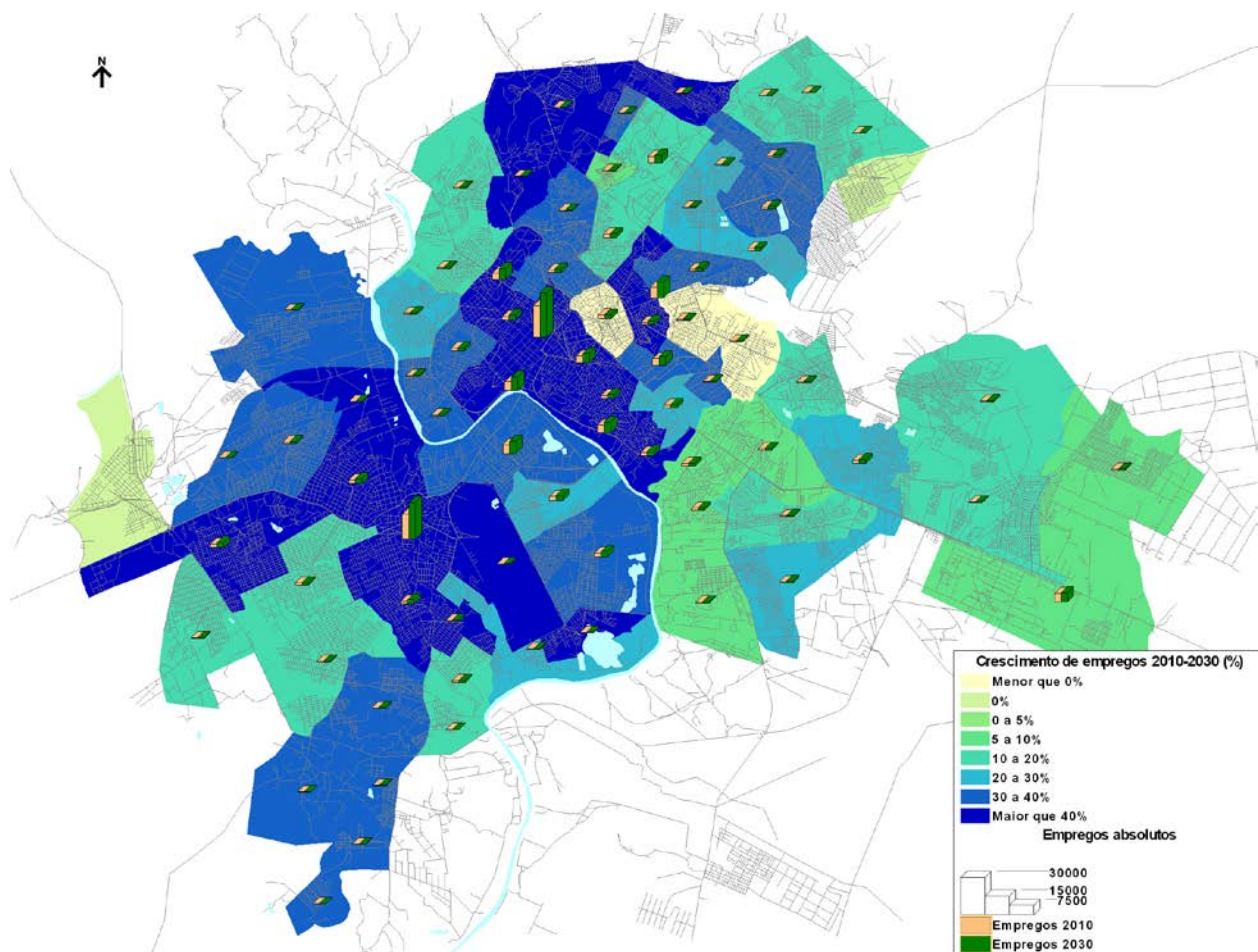 N
Crescimento de empregos 2010-2030 (%)
Menor que 0%
0%
0 a 5%
5 a 10%
10 a 20%
20 a 30%
30 a 40%
Maior que 40%
Empregos absolutos
30000
15000
7500
Empregos 2010
Empregos 2030